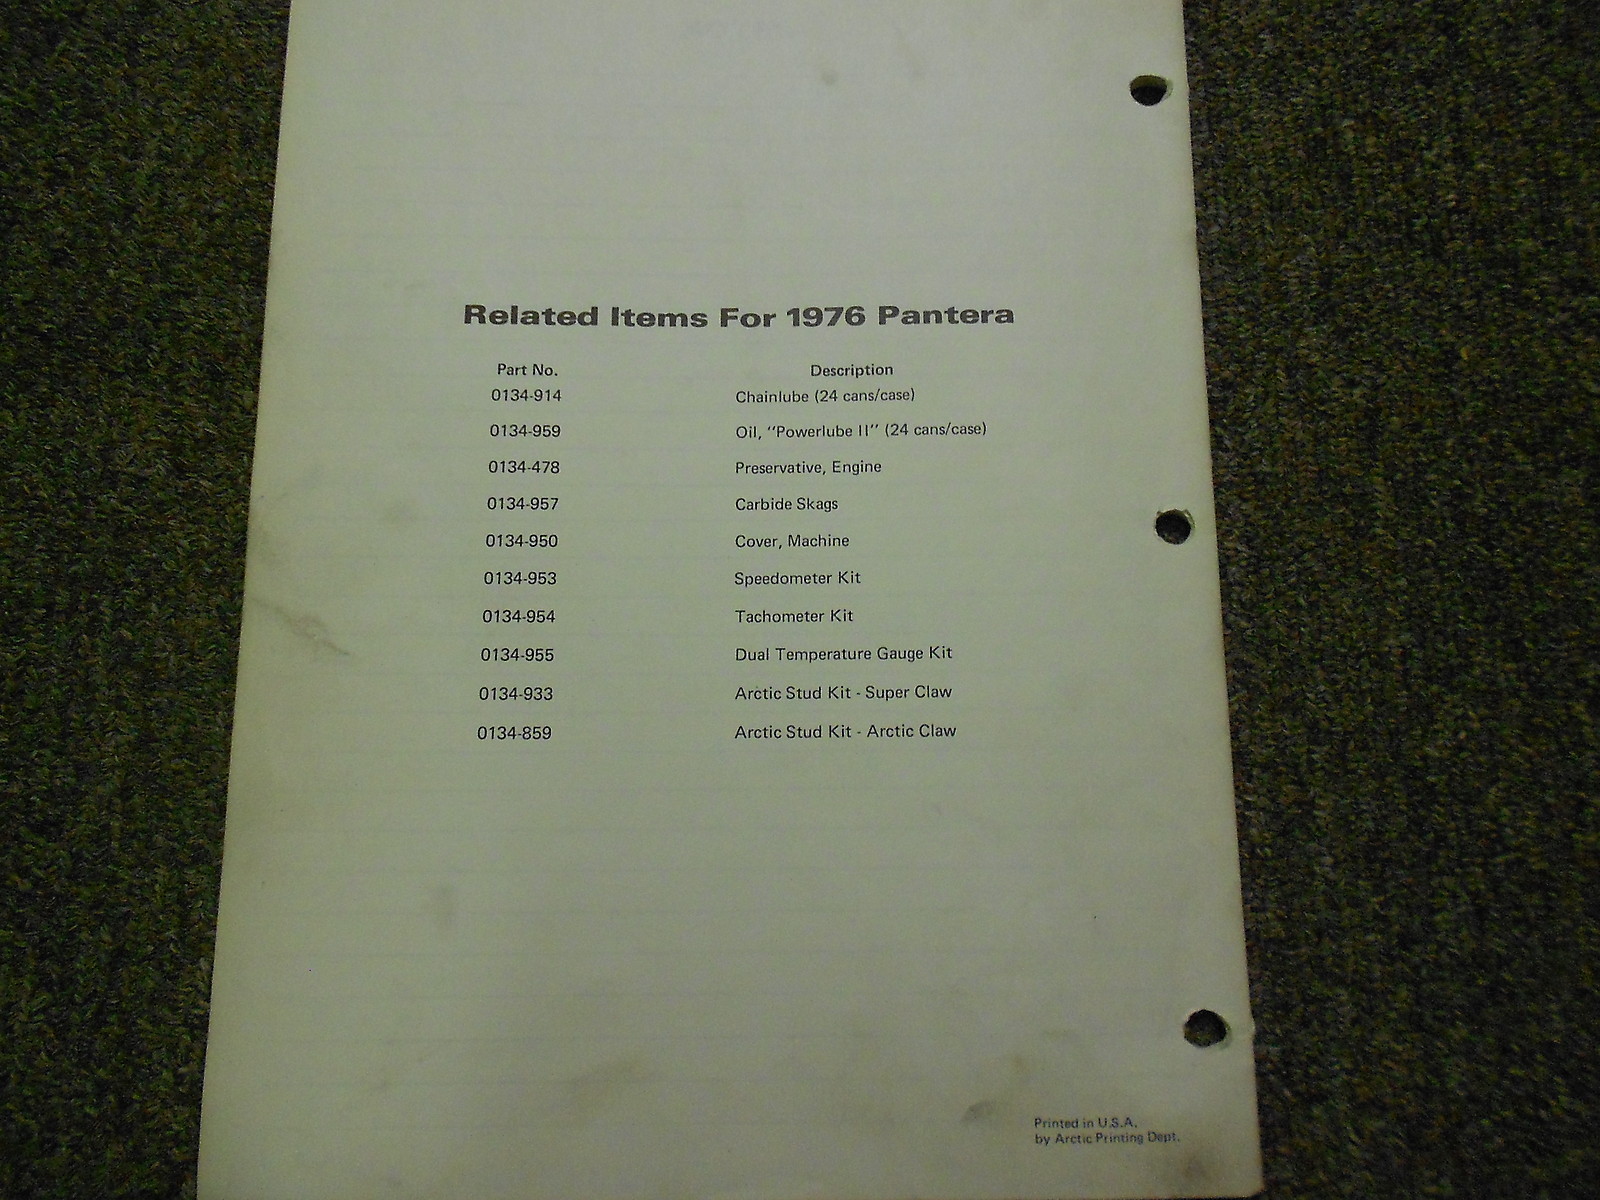 Related Items For 1976 Pantera
Part No. Description
0134-914 Chainlube (24 cans/case)
0134-959 Oil, "Powerlube II" (24 cans/case)
0134-478 Preservative, Engine
0134-957 Carbide Skags
0134-950 Cover, Machine
0134-953 Speedometer Kit
0134-954 Tachometer Kit
0134-955 Dual Temperature Gauge Kit
0134-933 Arctic Stud Kit - Super Claw
0134-859 Arctic Stud Kit - Arctic Claw
Printed in U.S.A.
by Arctic Printing Dept.